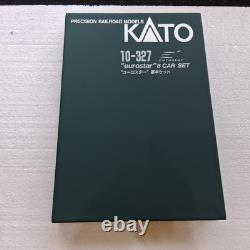 PRECISION RAILROAD MODELS
KATO
10-327 eurostar
"eurostar" 8 CAR SET
"ユーロスター" 基本セット